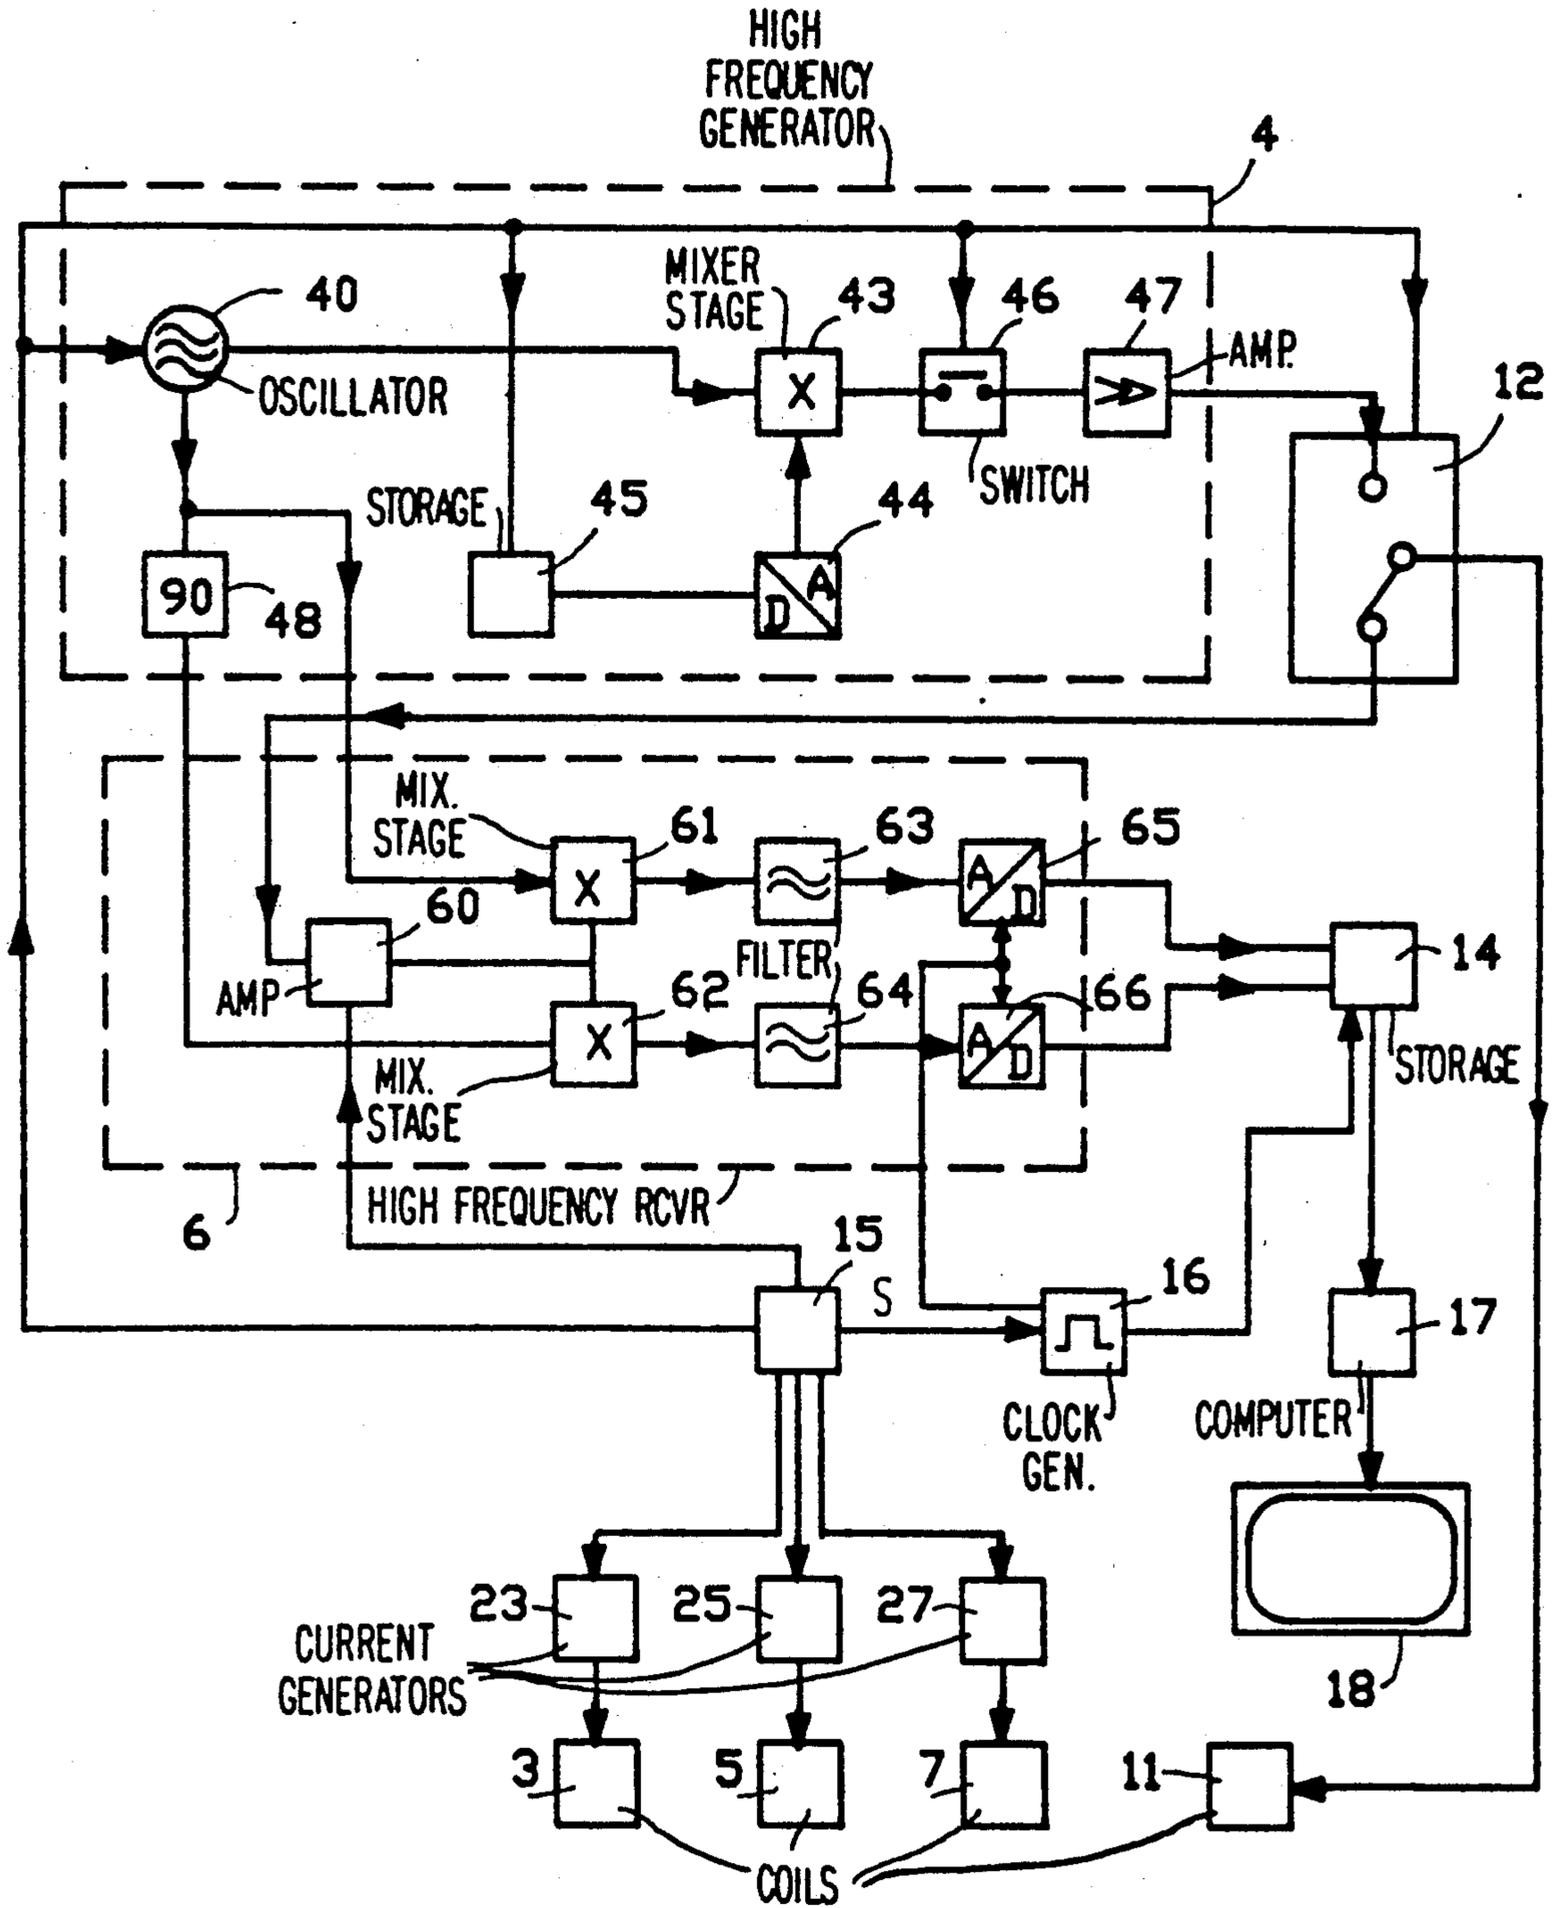 HIGH
FREQUENCY
GENERATOR
4
MIXER
STAGE
40
43
46
47
OSCILLATOR
X
AMP.
12
SWITCH
STORAGE
45
44
90
48
A
D
MIX.
STAGE
61
63
65
X
A
D
60
AMP
FILTER
14
62
64
66
X
A
D
STORAGE
MIX.
STAGE
6
HIGH FREQUENCY RCVR
15
S
16
17
CLOCK
GEN.
COMPUTER
23
25
27
CURRENT
GENERATORS
18
3
5
7
11
COILS